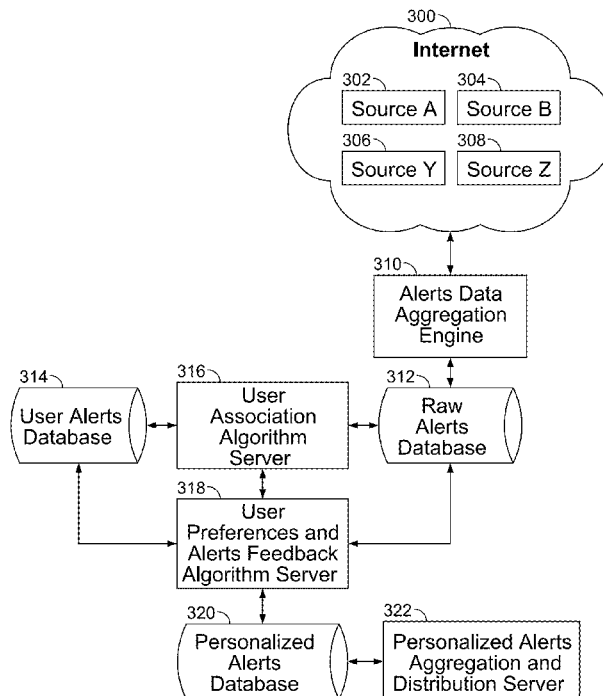 300
Internet
302
Source A
304
Source B
306
Source Y
308
Source Z
310
Alerts Data
Aggregation
Engine
314
User Alerts
Database
316
User
Association
Algorithm
Server
312
Raw
Alerts
Database
318
User
Preferences and
Alerts Feedback
Algorithm Server
320
Personalized
Alerts
Database
322
Personalized Alerts
Aggregation and
Distribution Server